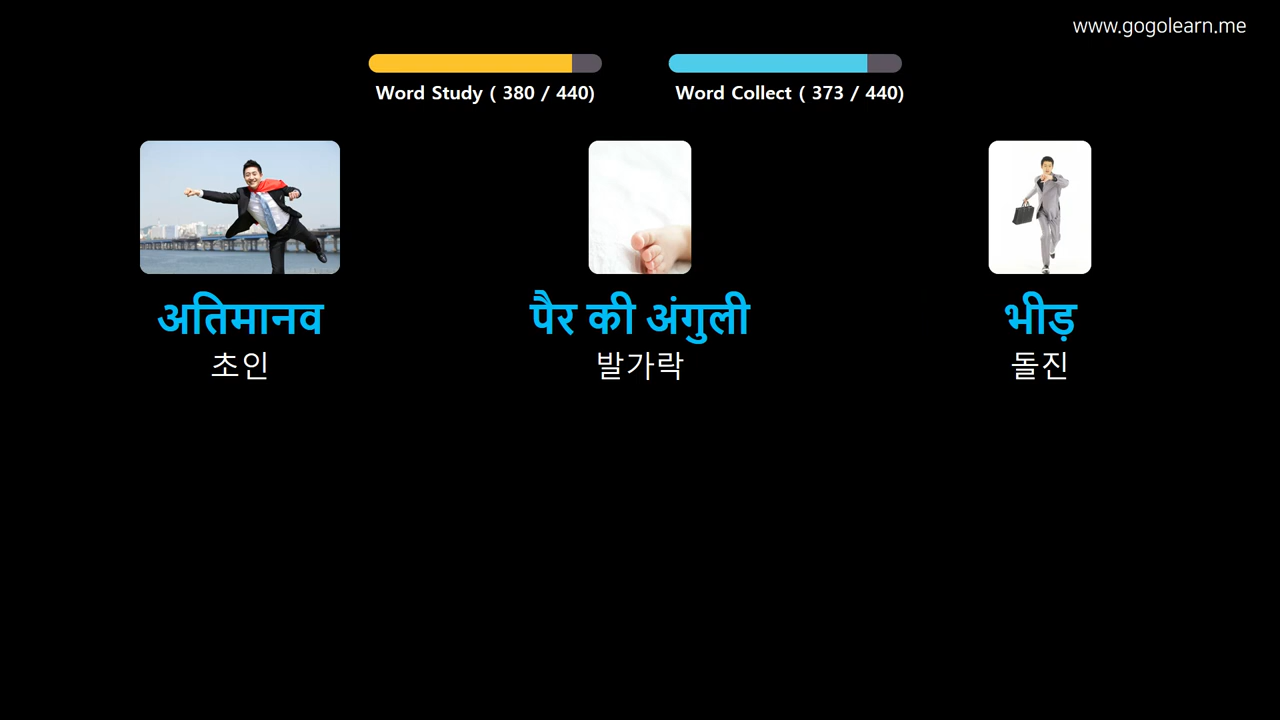 www.gogolearn.me
Word Study ( 380 / 440)
Word Collect ( 373 / 440)
अतिमानव
초인
पैर की अंगुली
발가락
भीड़
돌진